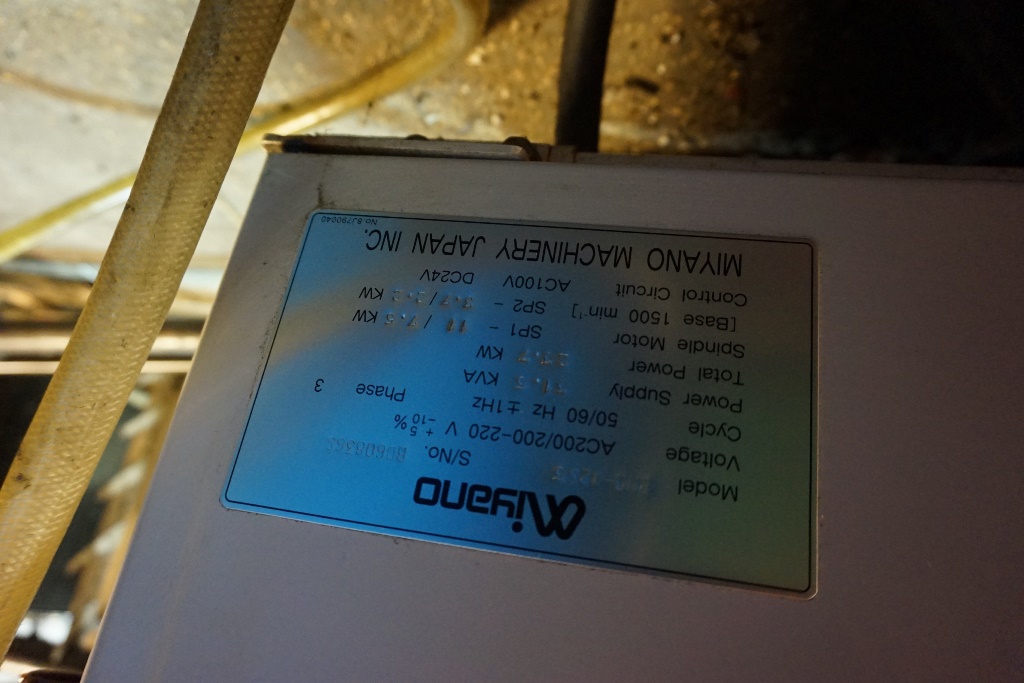 Miyano
Model S/No.
Voltage AC200/200-220 V +5 -10 %
Cycle 50/60 Hz ±1Hz Phase 3
Power Supply KVA
Total Power KW
Spindle Motor SP1 - 11 / 7.5 KW
[Base 1500 min⁻¹] SP2 - 3.7/2.2 KW
Control Circuit AC100V DC24V
MIYANO MACHINERY JAPAN INC.
No.BJ790040